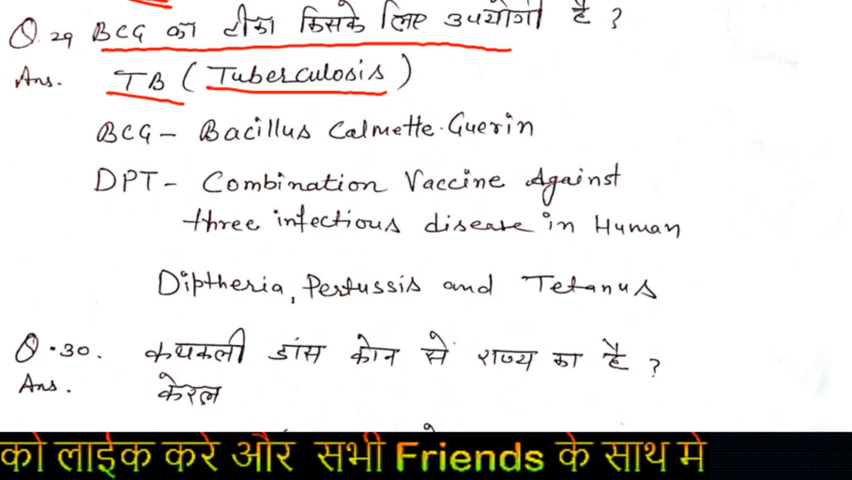 Q.29 BCG का टीका किसके लिए उपयोगी है ?
Ans. TB ( Tuberculosis )
BCG - Bacillus Calmette-Guerin
DPT - Combination Vaccine Against
three infectious disease in Human
Diptheria, Pertussis and Tetanus
Q.30. कथकली डांस कोन से राज्य का है ?
Ans. केरल
को लाईक करे और सभी Friends के साथ मे